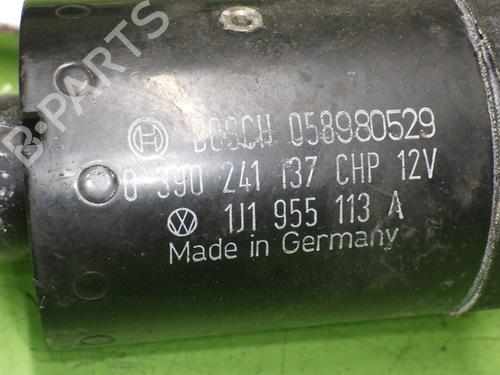 B-PARTS
BOSCH 058980529
0 390 241 137 CHP 12V
1J1 955 113 A
Made in Germany